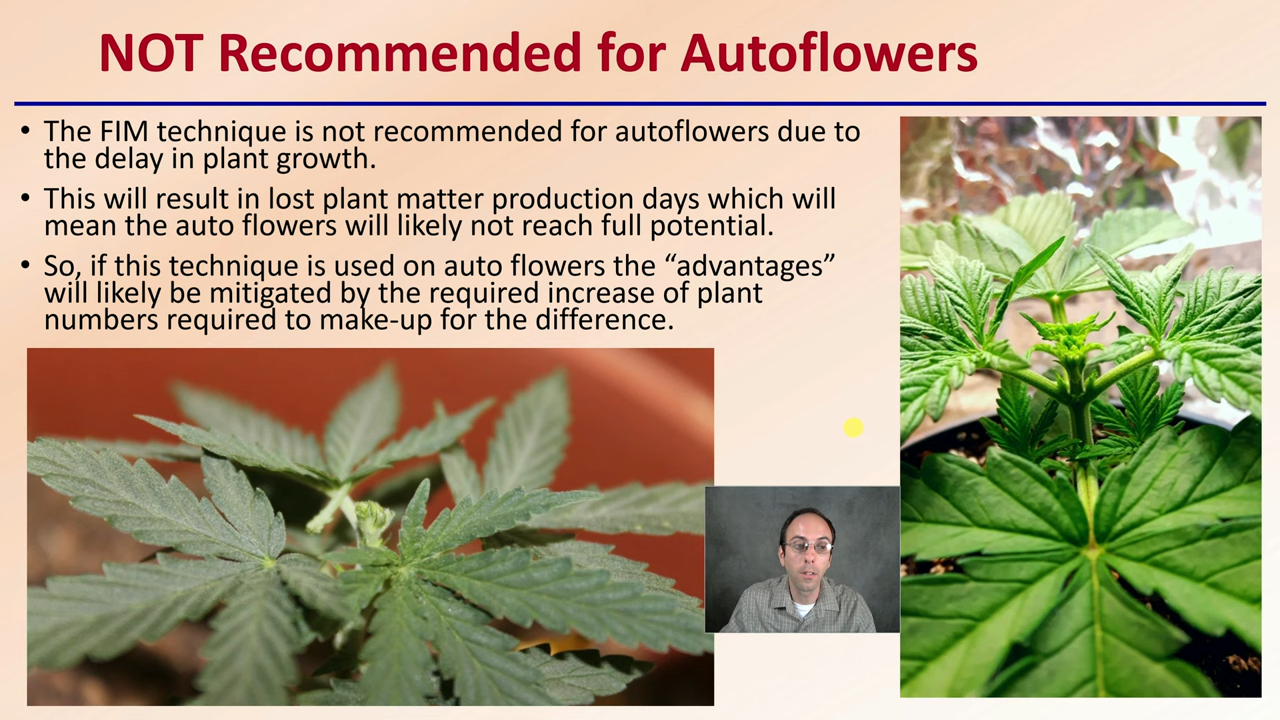 NOT Recommended for Autoflowers
• The FIM technique is not recommended for autoflowers due to
the delay in plant growth.
• This will result in lost plant matter production days which will
mean the auto flowers will likely not reach full potential.
• So, if this technique is used on auto flowers the “advantages”
will likely be mitigated by the required increase of plant
numbers required to make-up for the difference.